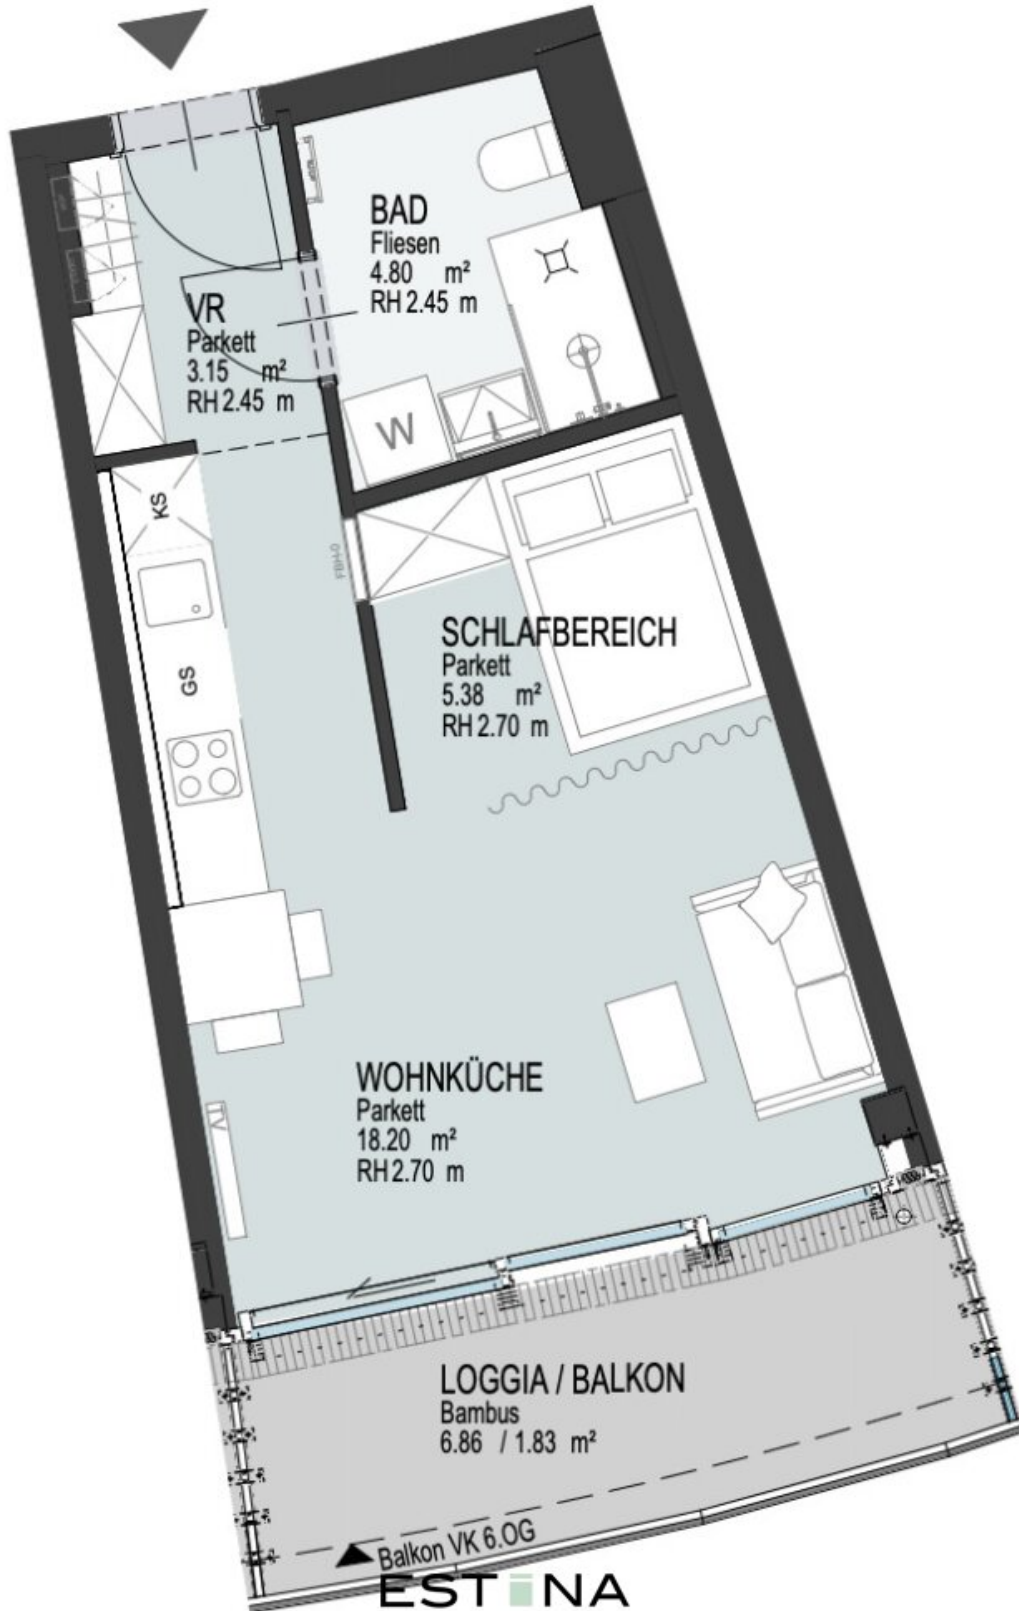 BAD
Fliesen
4.80 m²
RH 2.45 m
VR
Parkett
3.15 m²
RH 2.45 m
W
KS
FBH-0
GS
SCHLAFBEREICH
Parkett
5.38 m²
RH 2.70 m
WOHNKÜCHE
Parkett
18.20 m²
RH 2.70 m
LOGGIA / BALKON
Bambus
6.86 / 1.83 m²
Balkon VK 6.OG
ESTINA